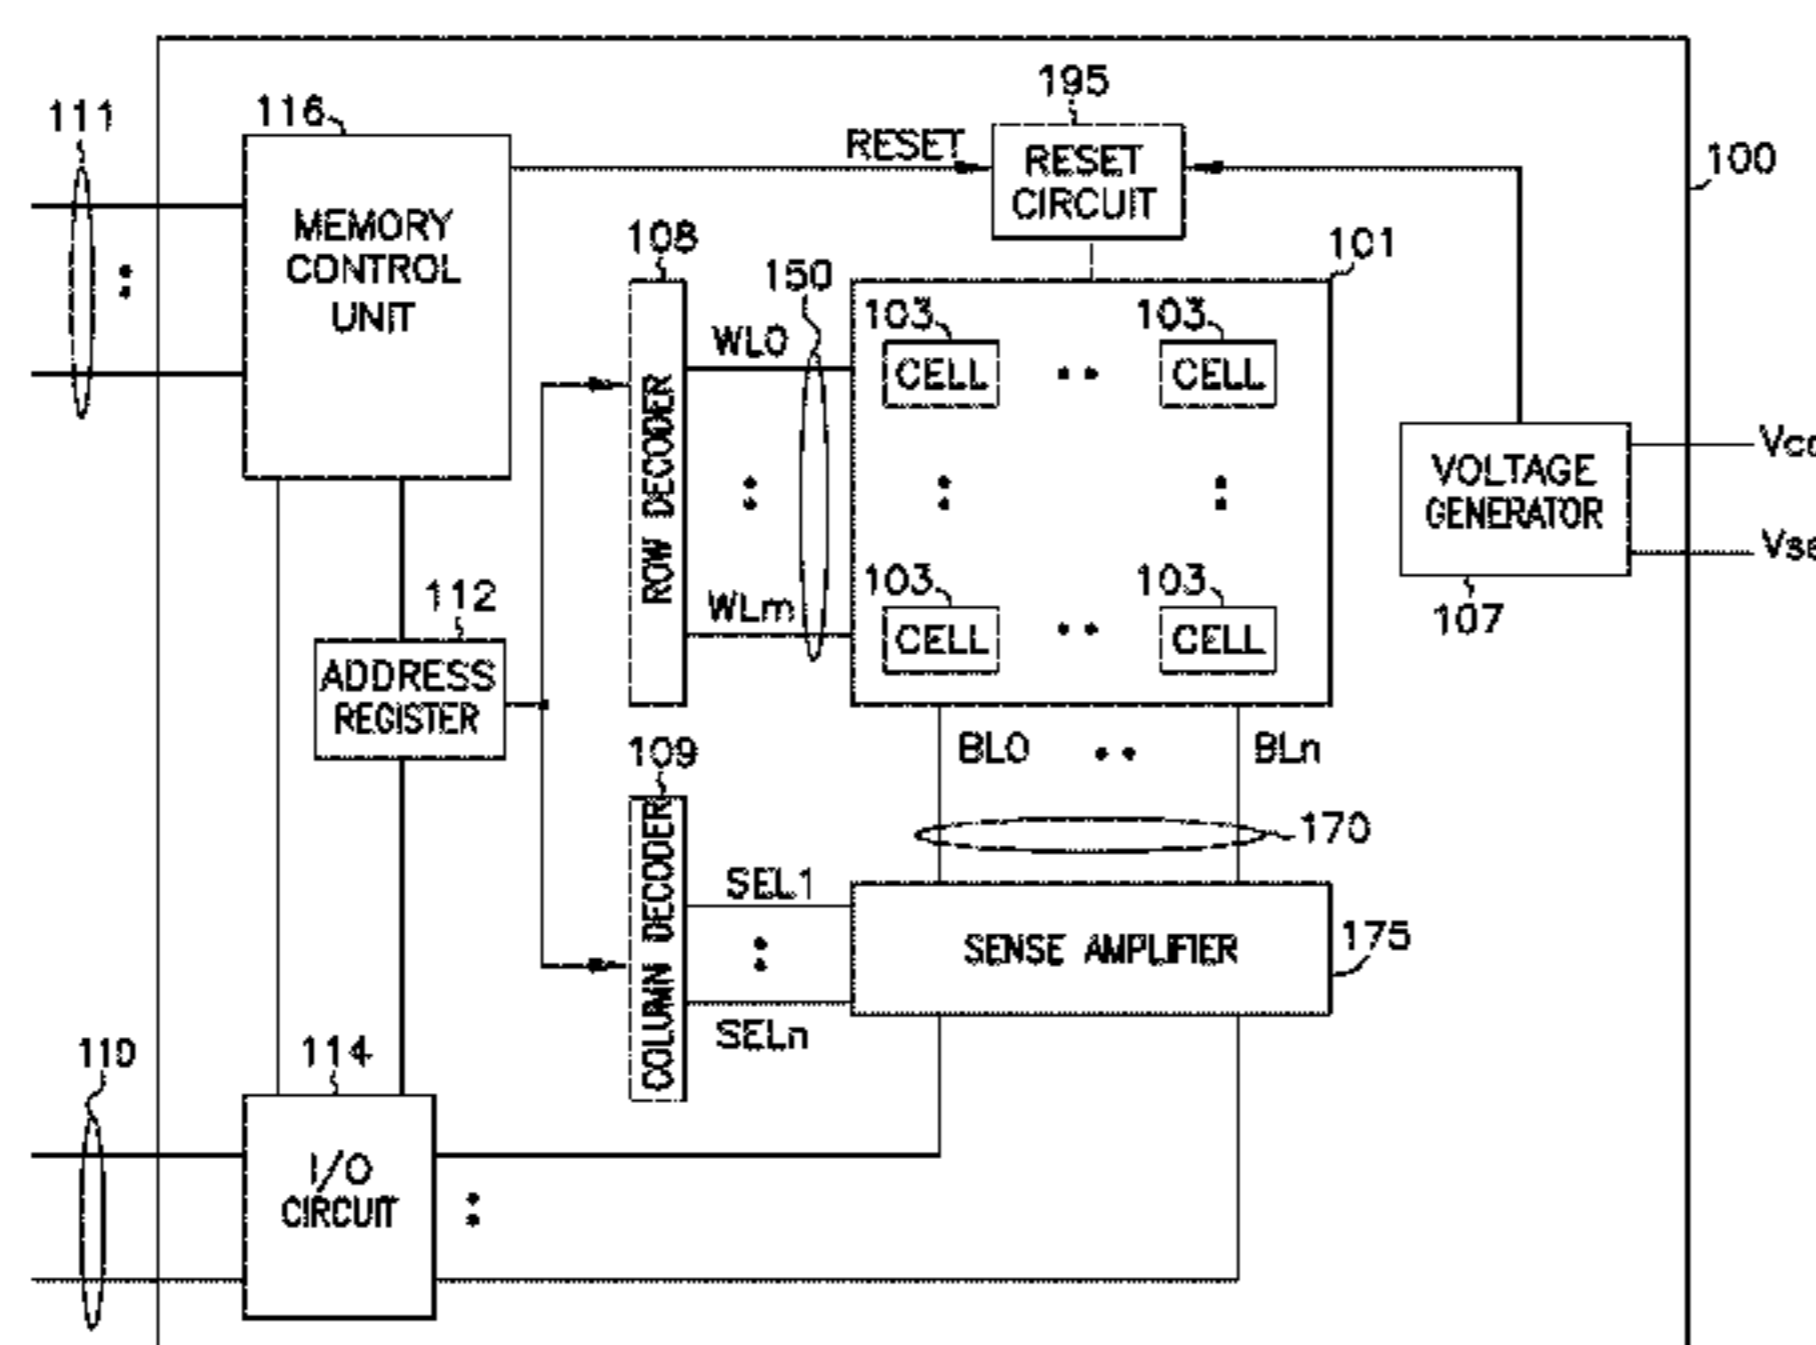 195
116
111
RESET
RESET
CIRCUIT
100
MEMORY
CONTROL
UNIT
108
150
101
103
103
WL0
CELL
CELL
ROW DECODER
VOLTAGE
GENERATOR
107
112
WLm
103
103
CELL
CELL
ADDRESS
REGISTER
109
BL0
BLn
170
COLUMN DECODER
SEL1
SENSE AMPLIFIER
175
SELn
110
114
I/O
CIRCUIT